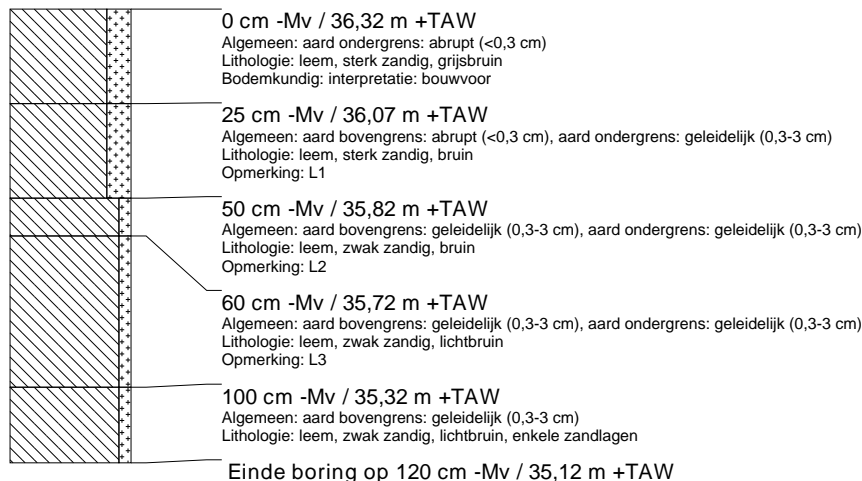 0 cm -Mv / 36,32 m +TAW
Algemeen: aard ondergrens: abrupt (<0,3 cm)
Lithologie: leem, sterk zandig, grijsbruin
Bodemkundig: interpretatie: bouwvoor
25 cm -Mv / 36,07 m +TAW
Algemeen: aard bovengrens: abrupt (<0,3 cm), aard ondergrens: geleidelijk (0,3-3 cm)
Lithologie: leem, sterk zandig, bruin
Opmerking: L1
50 cm -Mv / 35,82 m +TAW
Algemeen: aard bovengrens: geleidelijk (0,3-3 cm), aard ondergrens: geleidelijk (0,3-3 cm)
Lithologie: leem, zwak zandig, bruin
Opmerking: L2
60 cm -Mv / 35,72 m +TAW
Algemeen: aard bovengrens: geleidelijk (0,3-3 cm), aard ondergrens: geleidelijk (0,3-3 cm)
Lithologie: leem, zwak zandig, lichtbruin
Opmerking: L3
100 cm -Mv / 35,32 m +TAW
Algemeen: aard bovengrens: geleidelijk (0,3-3 cm)
Lithologie: leem, zwak zandig, lichtbruin, enkele zandlagen
Einde boring op 120 cm -Mv / 35,12 m +TAW